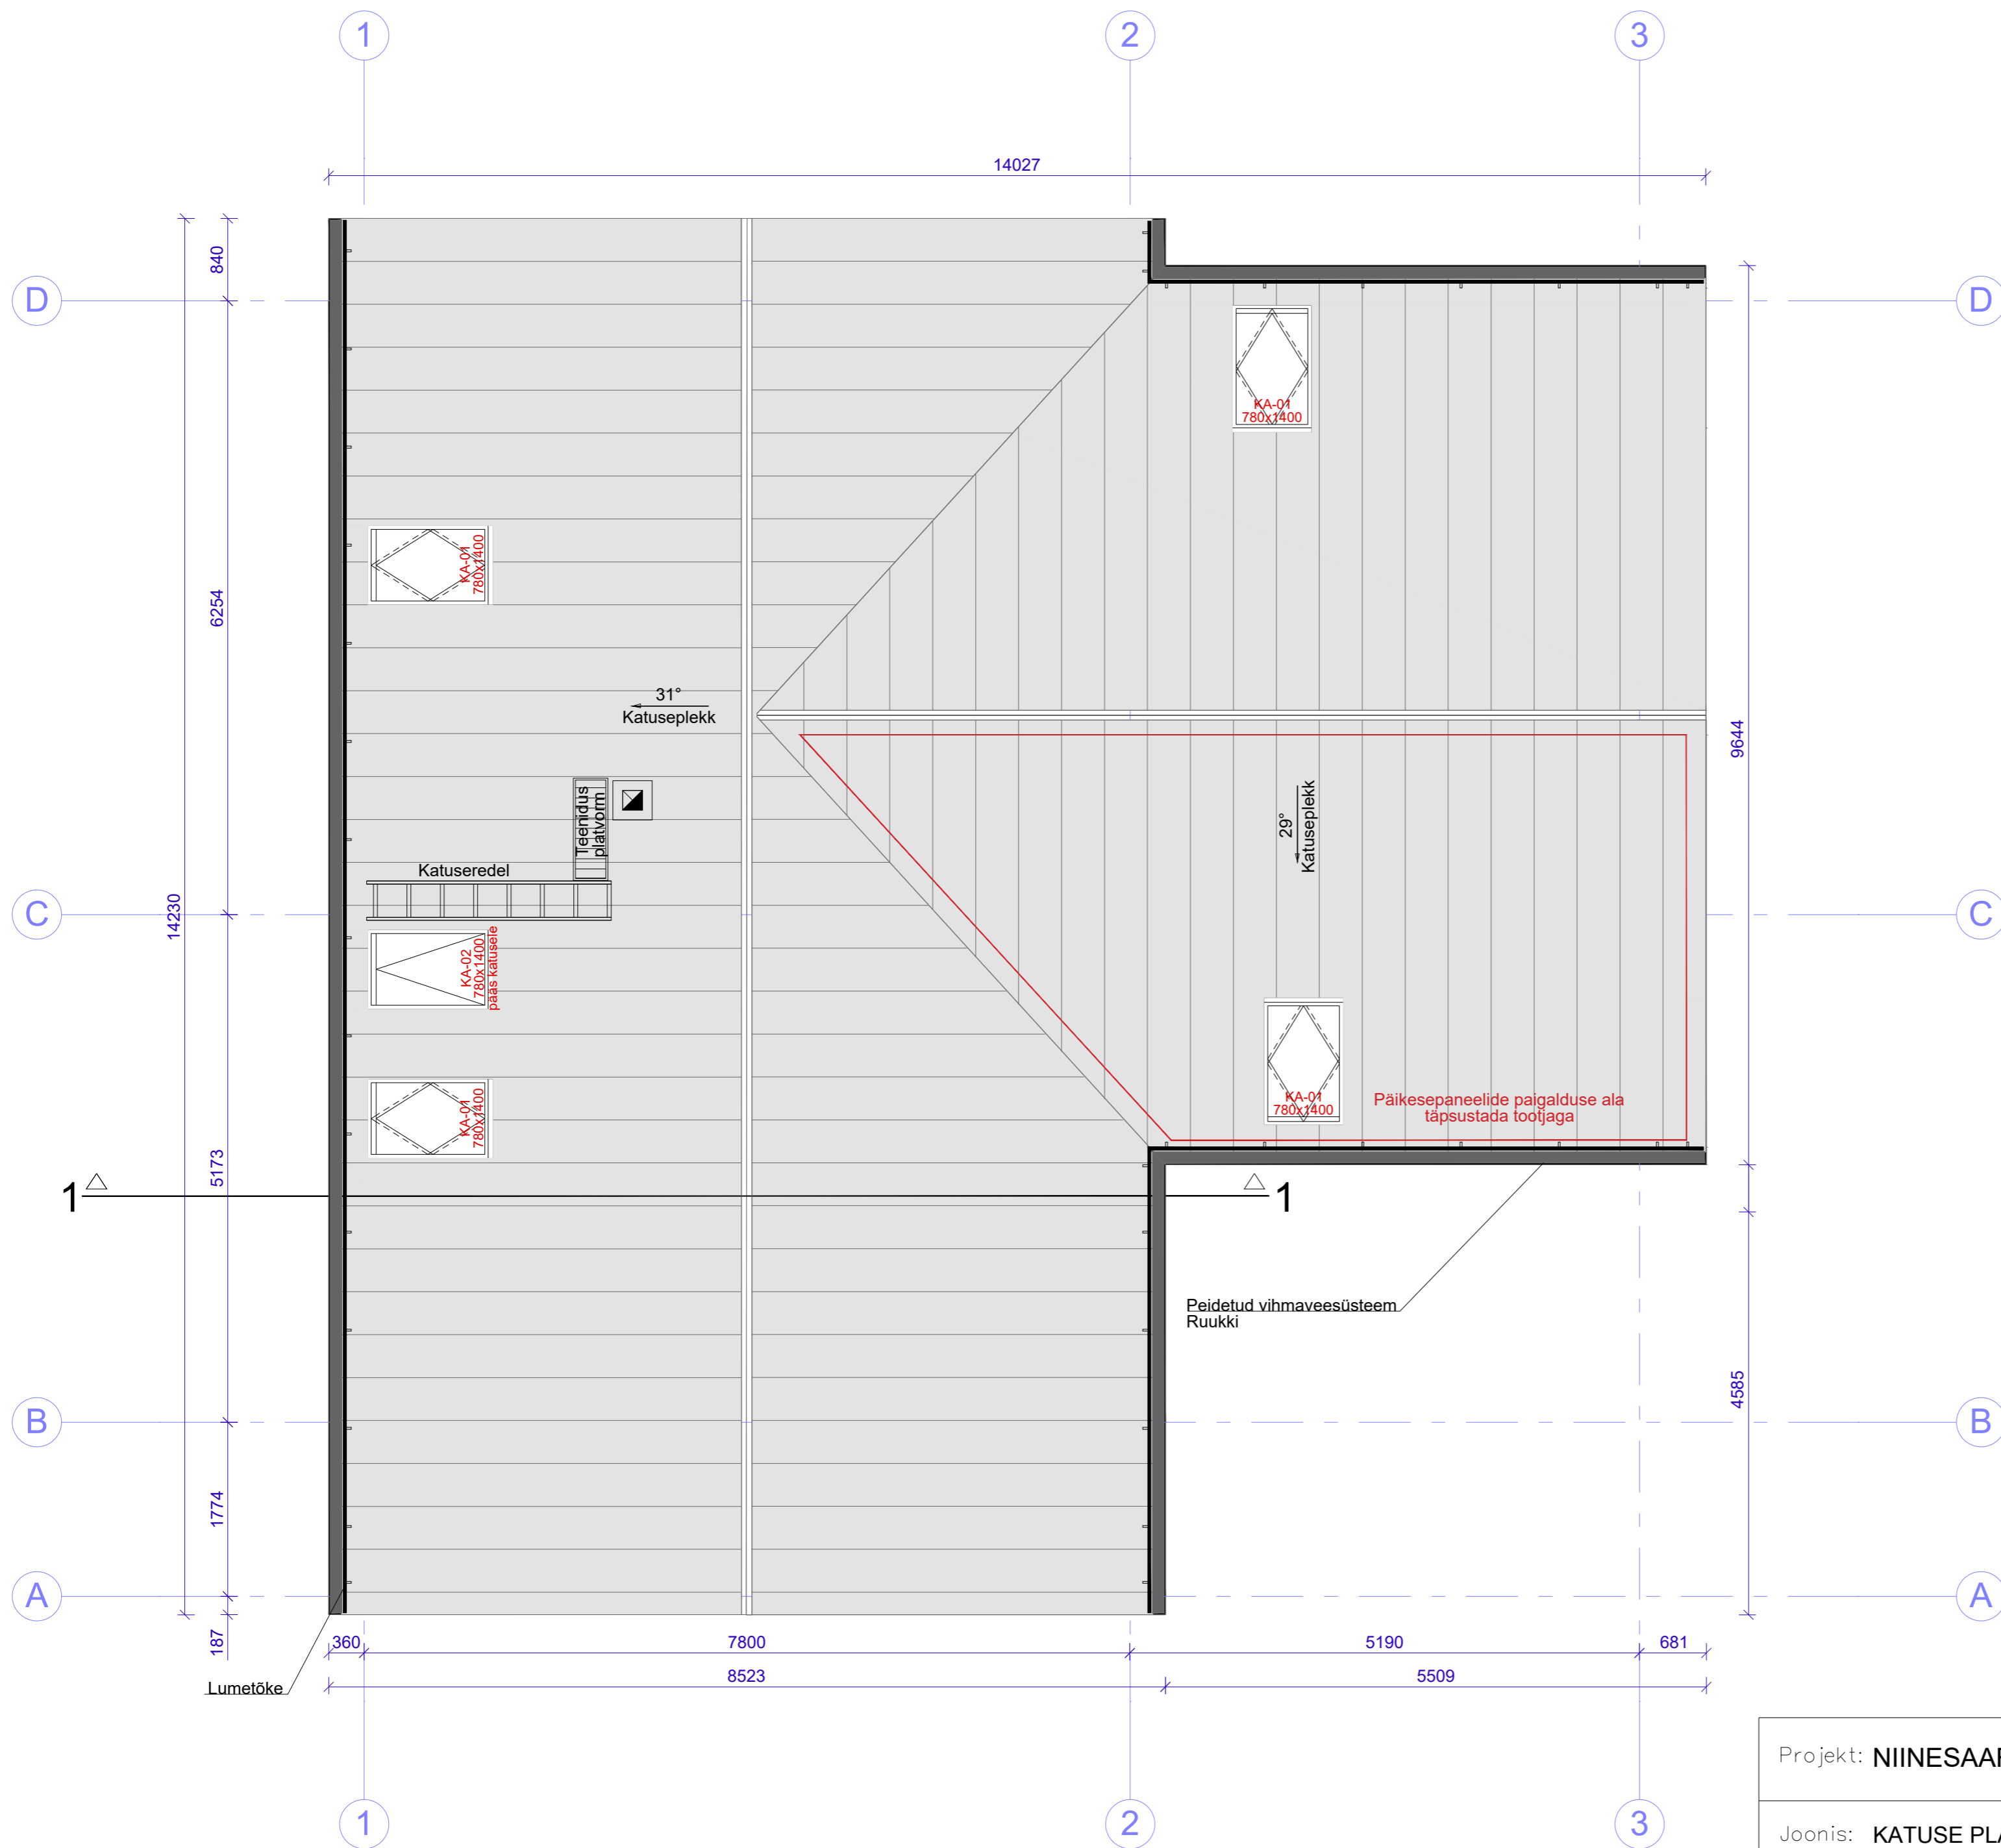 1
2
3
14027
840
D
D
KA-01
780x1400
6254
KA-01
780x1400
31°
Katuseplekk
9644
29°
Katuseplekk
Teenidus
platvorm
Katuseredel
14230
C
C
KA-02
780x1400
pääs katusele
KA-01
780x1400
KA-01
780x1400
Päikesepaneelide paigalduse ala
täpsustada tootjaga
5173
1
1
Peidetud vihmaveesüsteem
Ruukki
4585
B
B
1774
A
A
187
360
7800
5190
681
8523
5509
Lumetõke
Projekt:
Joonis: KATUSE
1
2
3